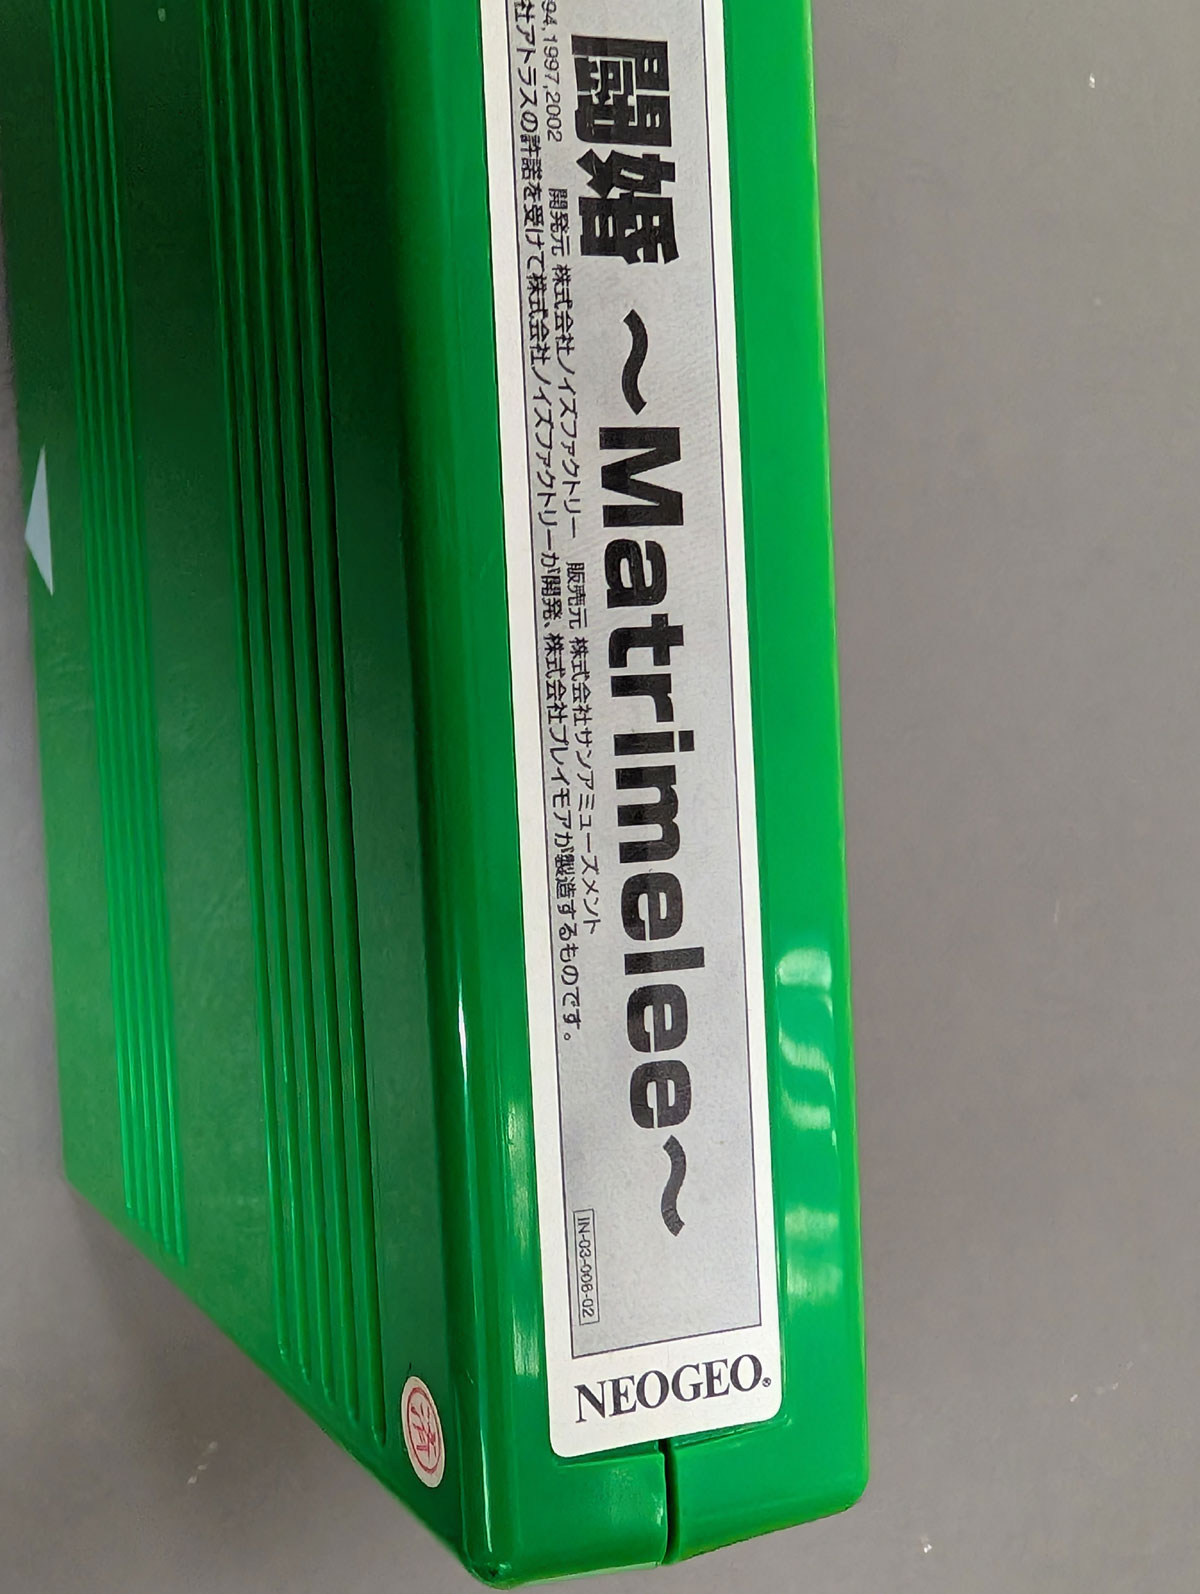 闘婚 〜Matrimelee〜
94,1997,2002 開発元 株式会社ノイズファクトリー 販売元 株式会社サンアミューズメント
社アトラスの許諾を受けて株式会社ノイズファクトリーが開発、株式会社プレイモアが製造するものです。
IN-03-006-02
NEOGEO®
済